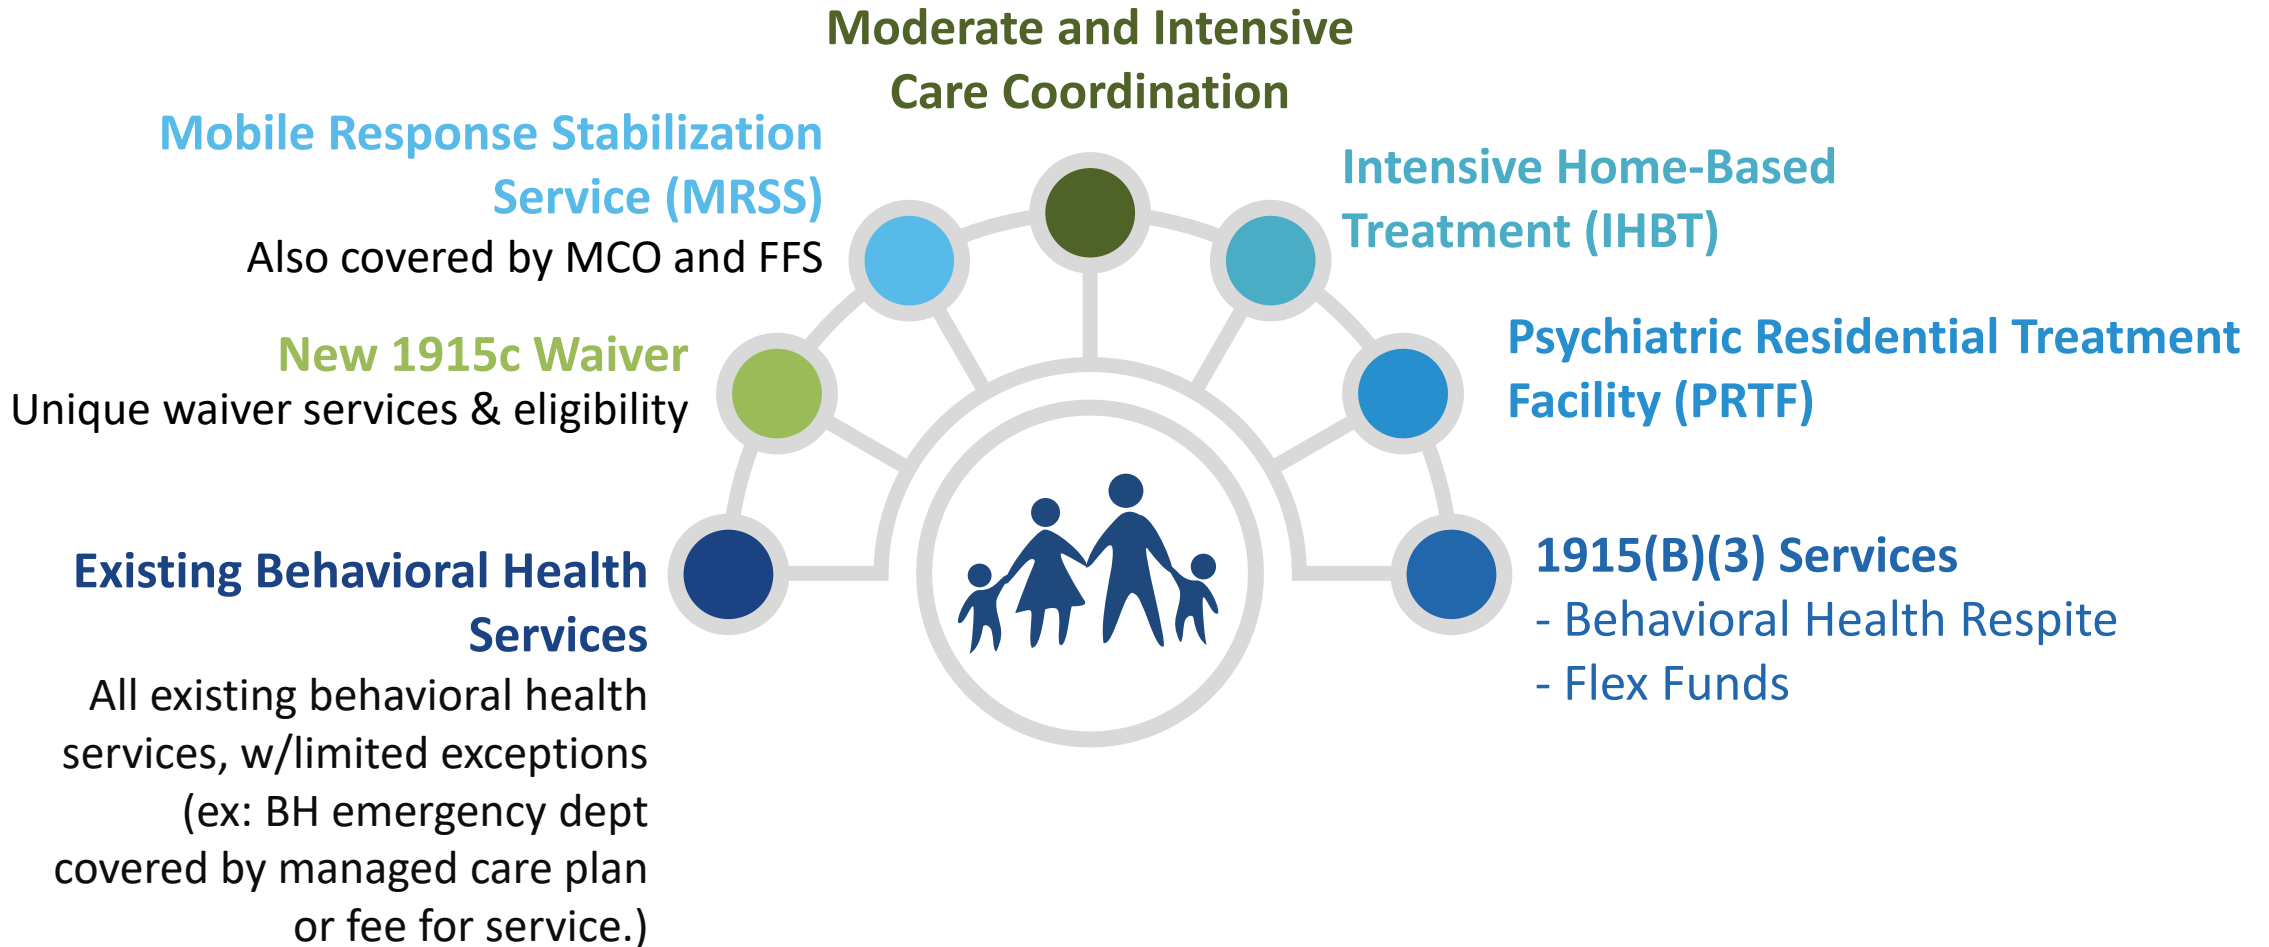 Moderate and Intensive
Care Coordination
Mobile Response Stabilization
Service (MRSS)
Also covered by MCO and FFS
Intensive Home-Based
Treatment (IHBT)
New 1915c Waiver
Unique waiver services & eligibility
Psychiatric Residential Treatment
Facility (PRTF)
Existing Behavioral Health
Services
All existing behavioral health
services, w/limited exceptions
(ex: BH emergency dept
covered by managed care plan
or fee for service.)
1915(B)(3) Services
- Behavioral Health Respite
- Flex Funds